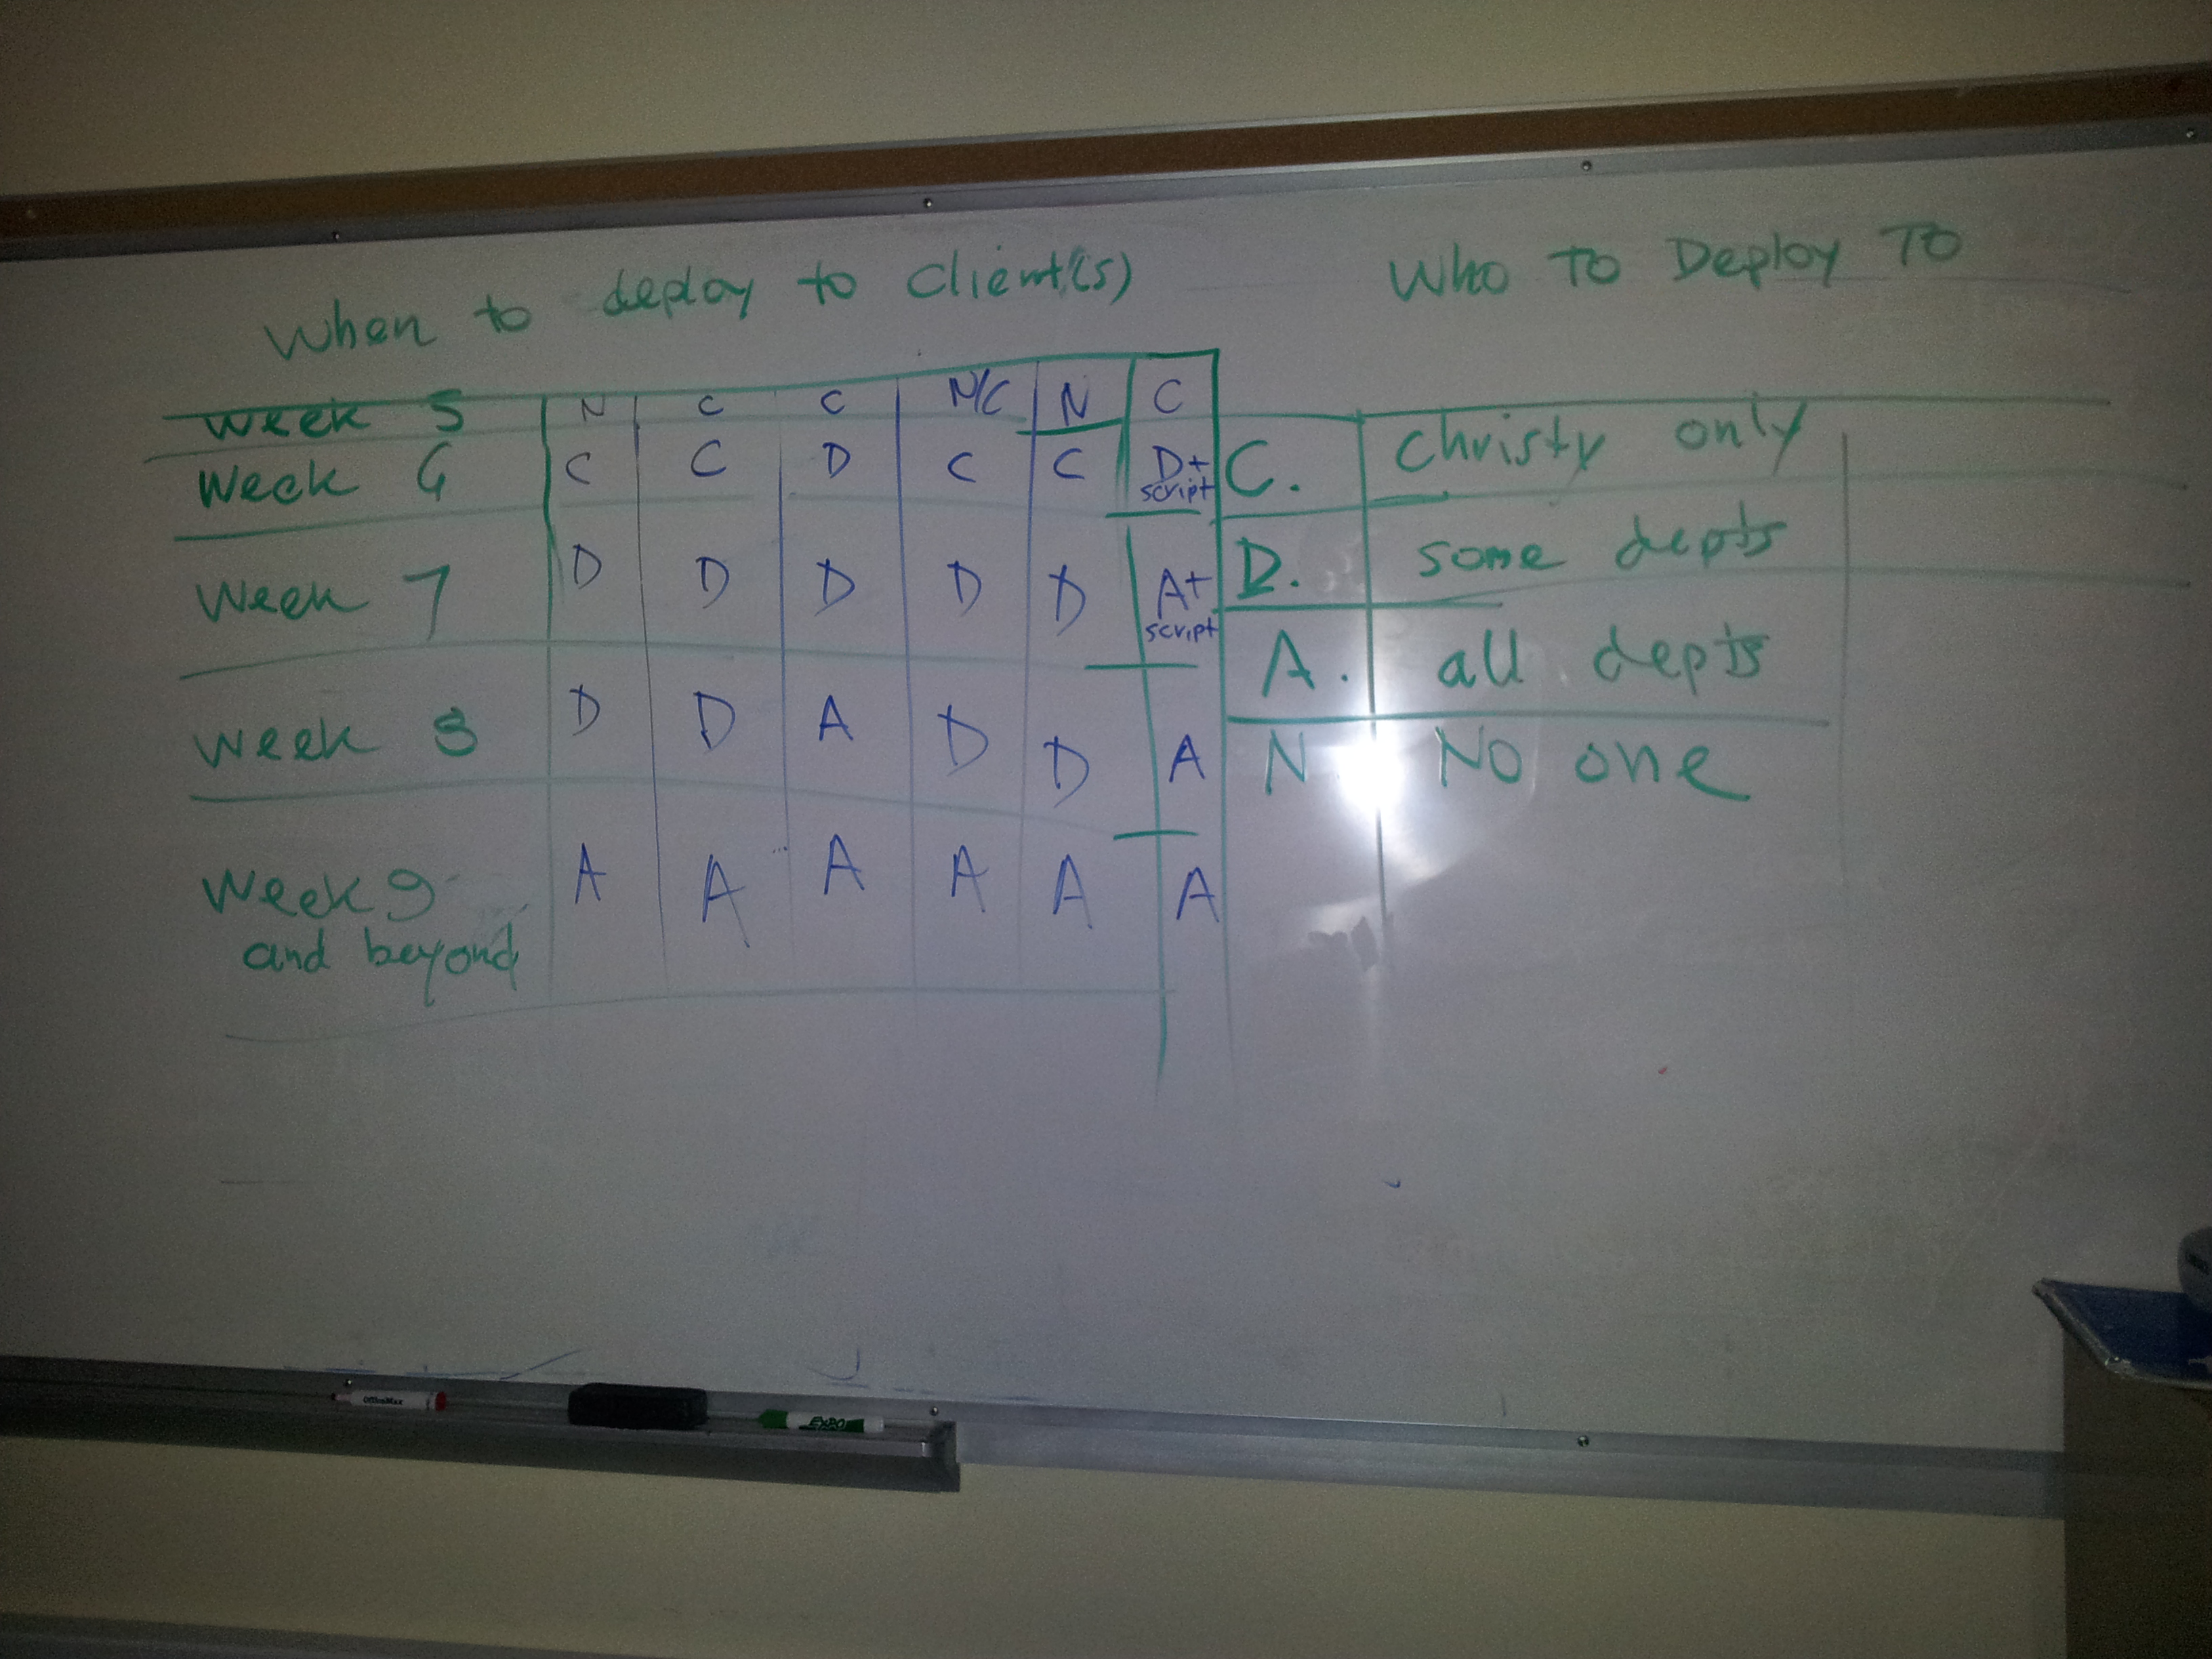 When to deploy to Client(s)
Who To Deploy To
Week 5 N C C N/C N C
Week 6 C C D C C D+ script
Week 7 D D D D D A+ script
Week 8 D D A D D A
Week 9 A A A A A A
and beyond
C. Christy only
D. some depts
A. all depts
N No one
OfficeMax
EXPO